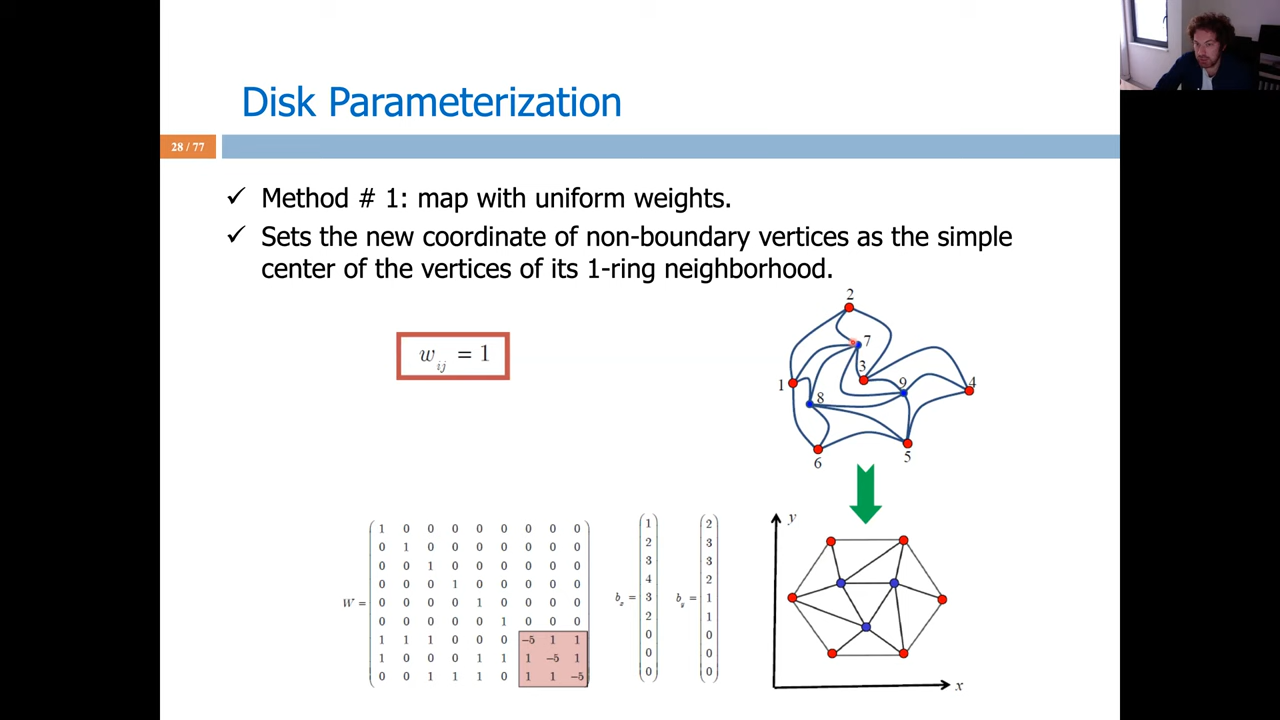 Disk Parameterization
28 / 77
✓ Method # 1: map with uniform weights.
✓ Sets the new coordinate of non-boundary vertices as the simple
center of the vertices of its 1-ring neighborhood.
w_ij = 1
2
7
3
1
9
4
8
6
5
y
x
W =
1 0 0 0 0 0 0 0 0
0 1 0 0 0 0 0 0 0
0 0 1 0 0 0 0 0 0
0 0 0 1 0 0 0 0 0
0 0 0 0 1 0 0 0 0
0 0 0 0 0 1 0 0 0
1 1 1 0 0 0 −5 1 1
1 0 0 0 1 1 1 −5 1
0 0 1 1 1 0 1 1 −5
b_x =
1
2
3
4
3
2
0
0
0
b_y =
2
3
3
2
1
1
0
0
0